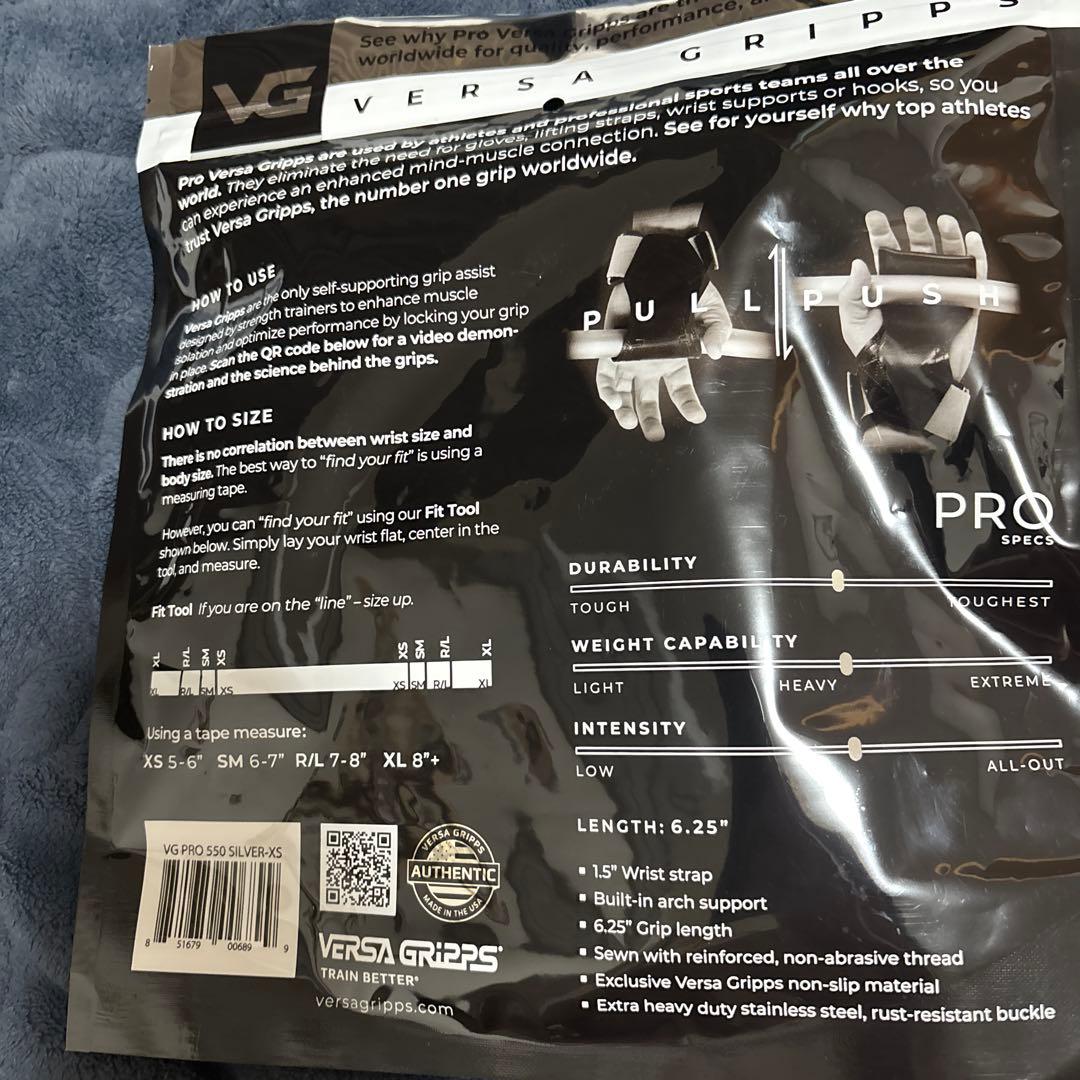 See why Pro Versa Gripps are
worldwide for quality, performance,
VG VERSA GRIPPS
Pro Versa Gripps are used by athletes and professional sports teams all over the
world. They eliminate the need for gloves, lifting straps, wrist supports or hooks, so you
can experience an enhanced mind-muscle connection. See for yourself why top athletes
trust Versa Gripps, the number one grip worldwide.
HOW TO USE
Versa Gripps are the only self-supporting grip assist
designed by strength trainers to enhance muscle
isolation and optimize performance by locking your grip
in place. Scan the QR code below for a video demon-
stration and the science behind the grips.
PULL PUSH
HOW TO SIZE
There is no correlation between wrist size and
body size. The best way to "find your fit" is using a
measuring tape.
However, you can "find your fit" using our Fit Tool
shown below. Simply lay your wrist flat, center in the
tool, and measure.
Fit Tool If you are on the "line" – size up.
XL R/L SM XS XS SM R/L XL
XL R/L SM XS XS SM R/L XL
Using a tape measure:
XS 5-6" SM 6-7" R/L 7-8" XL 8"+
PRO
SPECS
DURABILITY
TOUGH TOUGHEST
WEIGHT CAPABILITY
LIGHT HEAVY EXTREME
INTENSITY
LOW ALL-OUT
LENGTH: 6.25"
▪ 1.5" Wrist strap
▪ Built-in arch support
▪ 6.25" Grip length
▪ Sewn with reinforced, non-abrasive thread
▪ Exclusive Versa Gripps non-slip material
▪ Extra heavy duty stainless steel, rust-resistant buckle
VG PRO 550 SILVER-XS
8 51679 00689 9
VERSA GRIPPS
AUTHENTIC
MADE IN THE USA
VERSA GRiPPS®
TRAIN BETTER®
versagripps.com